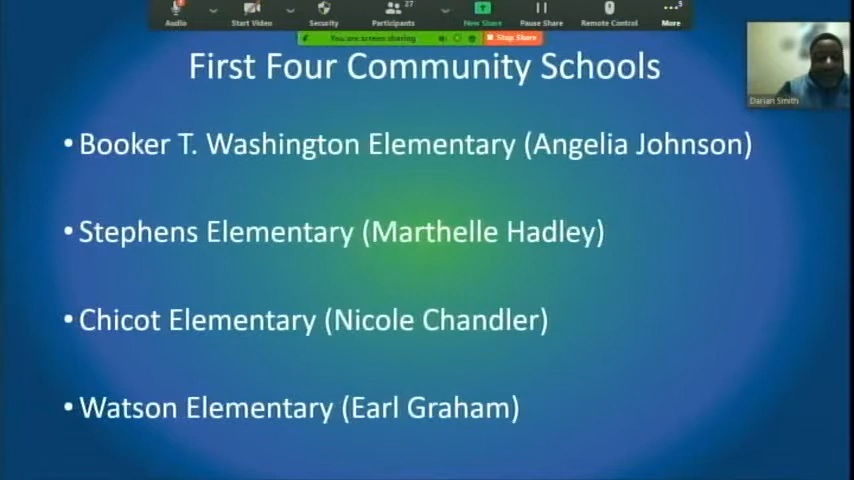 Audio
Start Video
Security
Participants
27
New Share
Pause Share
Remote Control
More
You are screen sharing
Stop Share
First Four Community Schools
Darian Smith
• Booker T. Washington Elementary (Angelia Johnson)
• Stephens Elementary (Marthelle Hadley)
• Chicot Elementary (Nicole Chandler)
• Watson Elementary (Earl Graham)